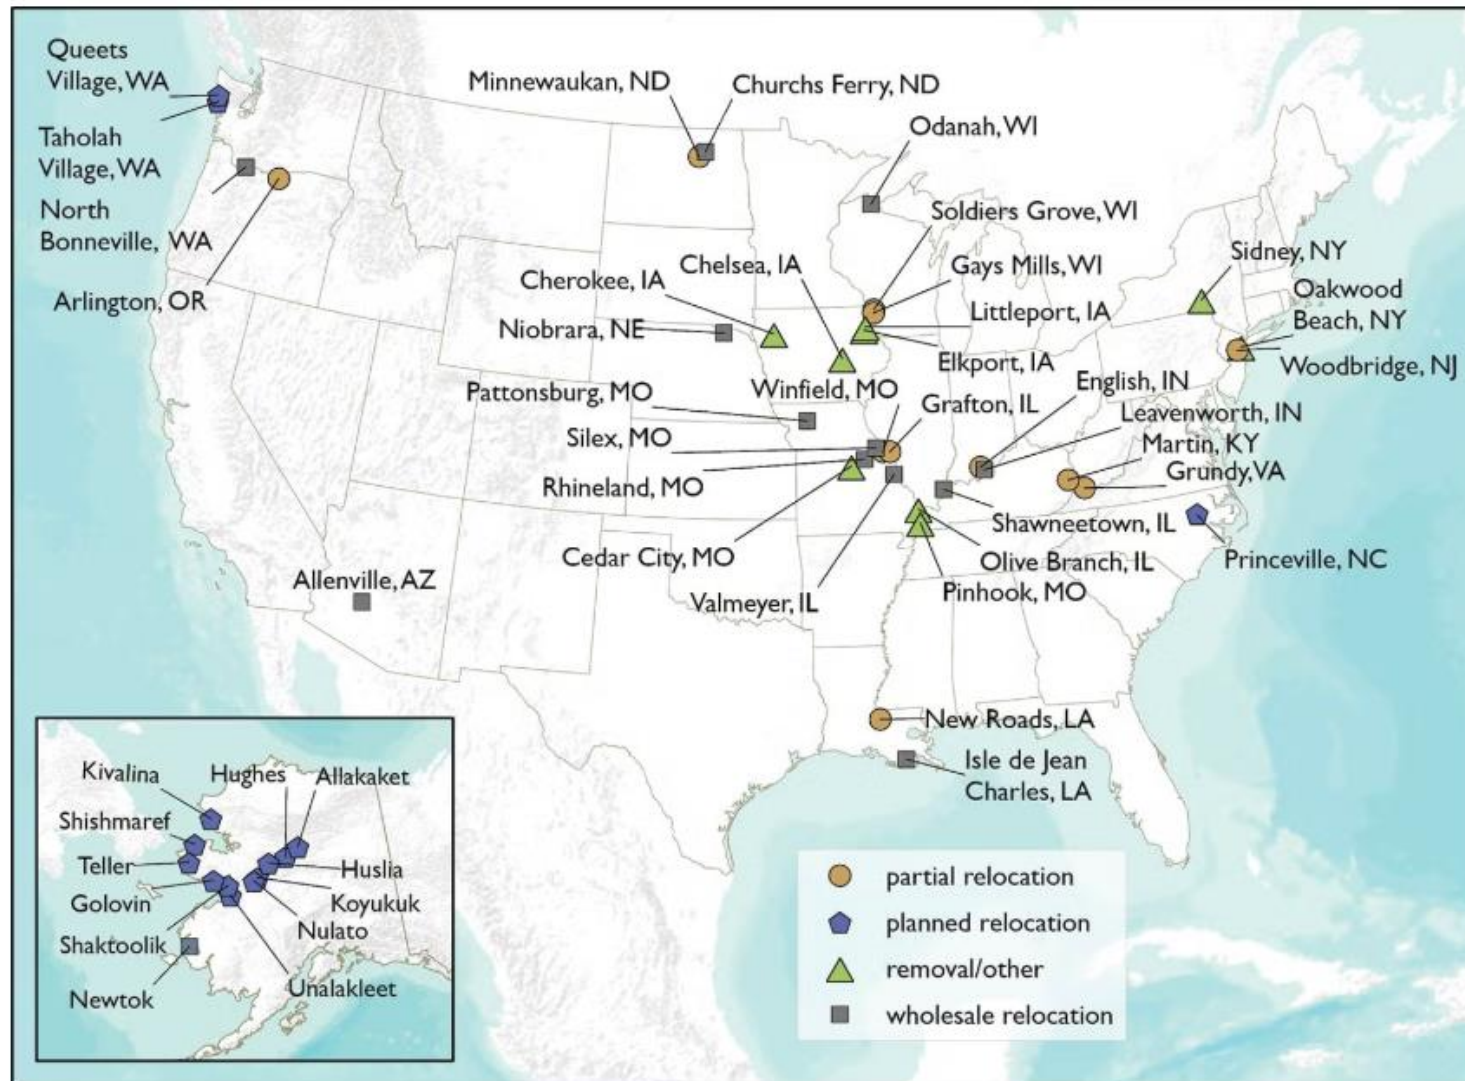 Queets
Village, WA
Taholah
Village, WA
North
Bonneville, WA
Arlington, OR
Minnewaukan, ND
Churchs Ferry, ND
Odanah, WI
Soldiers Grove, WI
Gays Mills, WI
Cherokee, IA
Chelsea, IA
Littleport, IA
Niobrara, NE
Elkport, IA
Sidney, NY
Oakwood
Beach, NY
Woodbridge, NJ
Pattonsburg, MO
Winfield, MO
Grafton, IL
English, IN
Leavenworth, IN
Silex, MO
Martin, KY
Grundy, VA
Rhineland, MO
Shawneetown, IL
Cedar City, MO
Olive Branch, IL
Princeville, NC
Valmeyer, IL
Pinhook, MO
Allenville, AZ
New Roads, LA
Isle de Jean
Charles, LA
Kivalina
Hughes
Allakaket
Shishmaref
Teller
Huslia
Golovin
Koyukuk
Nulato
Shaktoolik
Newtok
Unalakleet
partial relocation
planned relocation
removal/other
wholesale relocation